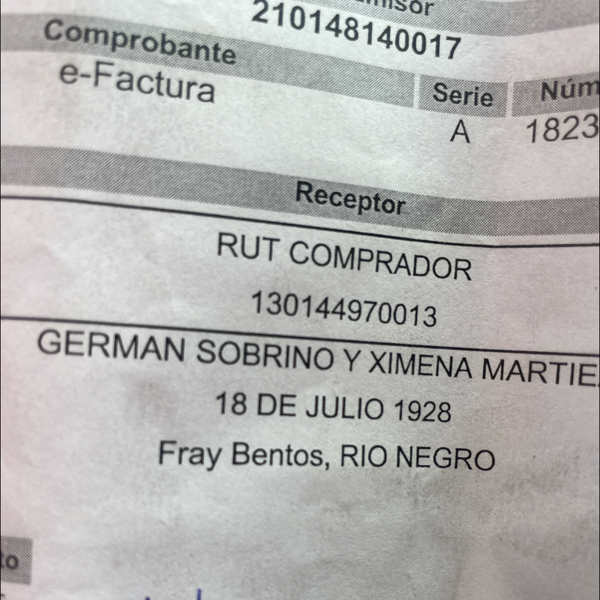 210148140017
Comprobante Serie
e-Factura A 1823
Receptor
RUT COMPRADOR
130144970013
GERMAN SOBRINO Y XIMENA MARTIE
18 DE JULIO 1928
Fray Bentos, RIO NEGRO